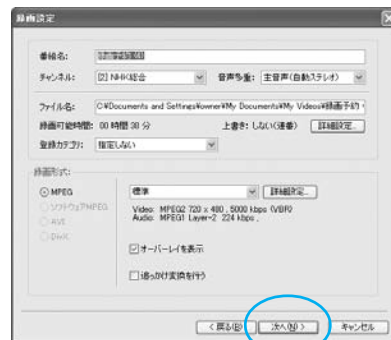 録画設定
番組名:
チャンネル: [2] NHK総合 音声多重: 主音声(自動ステレオ)
ファイル名: C:¥Documents and Settings¥owner¥My Documents¥My Videos¥録画予約
録画可能時間: 00 時間 30 分 上書き: しない(連番) 詳細設定...
登録カテゴリ: 指定しない
録画形式:
MPEG 標準 詳細設定...
ソフトウェアMPEG Video: MPEG2 720 x 480 , 5000 kbps (VBR)
AVI Audio: MPEG1 Layer-2 224 kbps ,
DivX
オーバーレイを表示
追っかけ変換を行う
< 戻る(B) 次へ(N) > キャンセル